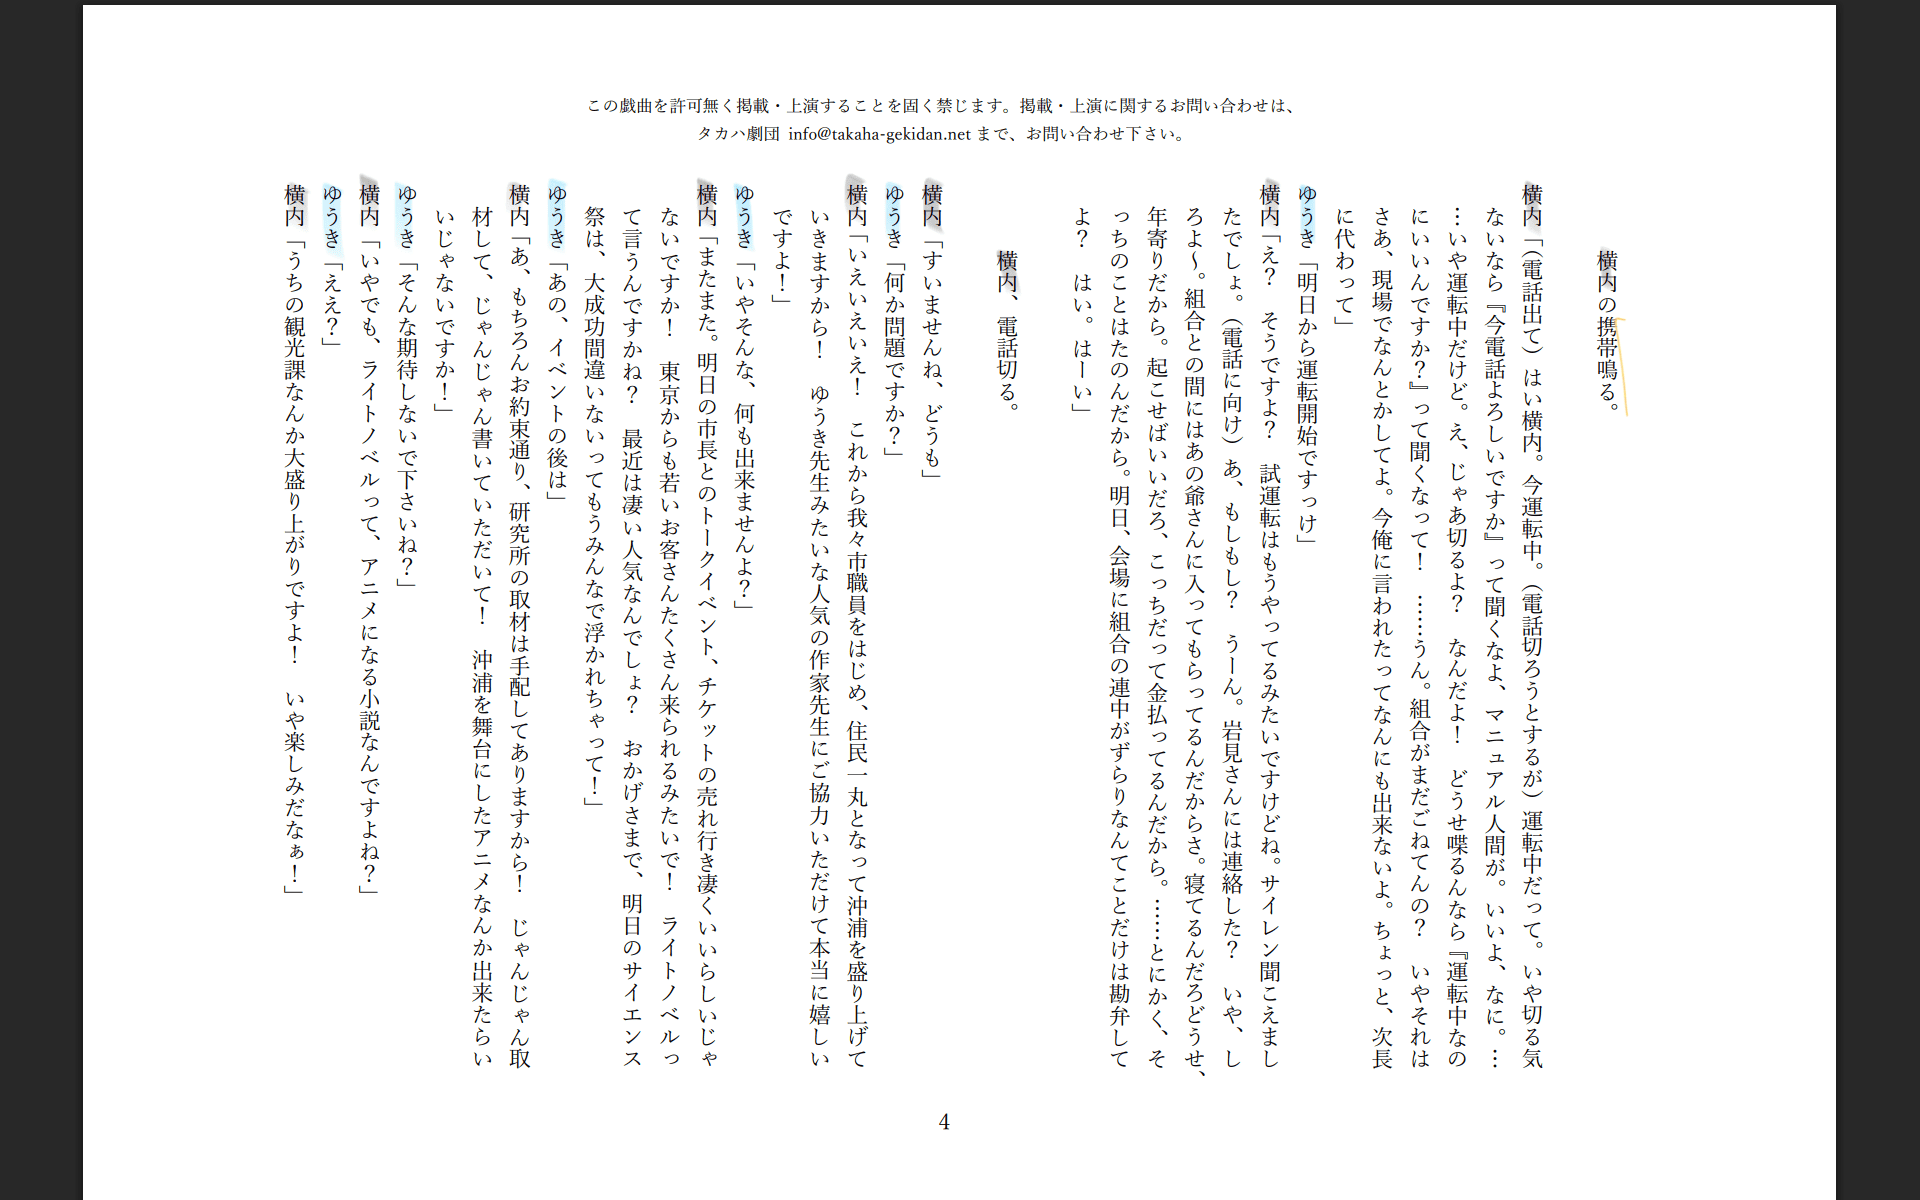 この戯曲を許可無く掲載・上演することを固く禁じます。掲載・上演に関するお問い合わせは、
タカハ劇団 info@takaha-gekidan.net まで、お問い合わせ下さい。
横内の携帯鳴る。
横内「（電話出て）はい横内。今運転中。（電話切ろうとするが）運転中だって。いや切る気
ないなら『今電話よろしいですか』って聞くなよ、マニュアル人間が。いいよ、なに。…
…いや運転中だけど。え、じゃあ切るよ？　なんだよ！　どうせ喋るんなら『運転中なの
にいいんですか？』って聞くなって！　……うん。組合がまだごねてんの？　いやそれは
さあ、現場でなんとかしてよ。今俺に言われたってなんにも出来ないよ。ちょっと、次長
に代わって」
ゆうき「明日から運転開始ですっけ」
横内「え？　そうですよ？　試運転はもうやってるみたいですけどね。サイレン聞こえまし
たでしょ。（電話に向け）あ、もしもし？　うーん。岩見さんには連絡した？　いや、し
ろよ〜。組合との間にはあの爺さんに入ってもらってるんだからさ。寝てるんだろどうせ、
年寄りだから。起こせばいいだろ、こっちだって金払ってるんだから。……とにかく、そ
っちのことはたのんだから。明日、会場に組合の連中がずらりなんてことだけは勘弁して
よ？　はい。はーい」
横内、電話切る。
横内「すいませんね、どうも」
ゆうき「何か問題ですか？」
横内「いえいえいえ！　これから我々市職員をはじめ、住民一丸となって沖浦を盛り上げて
いきますから！　ゆうき先生みたいな人気の作家先生にご協力いただけて本当に嬉しい
ですよ！」
ゆうき「いやそんな、何も出来ませんよ？」
横内「またまた。明日の市長とのトークイベント、チケットの売れ行き凄くいいらしいじゃ
ないですか！　東京からも若いお客さんたくさん来られるみたいで！　ライトノベルっ
て言うんですかね？　最近は凄い人気なんでしょ？　おかげさまで、明日のサイエンス
祭は、大成功間違いないってもうみんなで浮かれちゃって！」
ゆうき「あの、イベントの後は」
横内「あ、もちろんお約束通り、研究所の取材は手配してありますから！　じゃんじゃん取
材して、じゃんじゃん書いていただいて！　沖浦を舞台にしたアニメなんか出来たらい
いじゃないですか！」
ゆうき「そんな期待しないで下さいね？」
横内「いやでも、ライトノベルって、アニメになる小説なんですよね？」
ゆうき「ええ？」
横内「うちの観光課なんか大盛り上がりですよ！　いや楽しみだなぁ！」
4